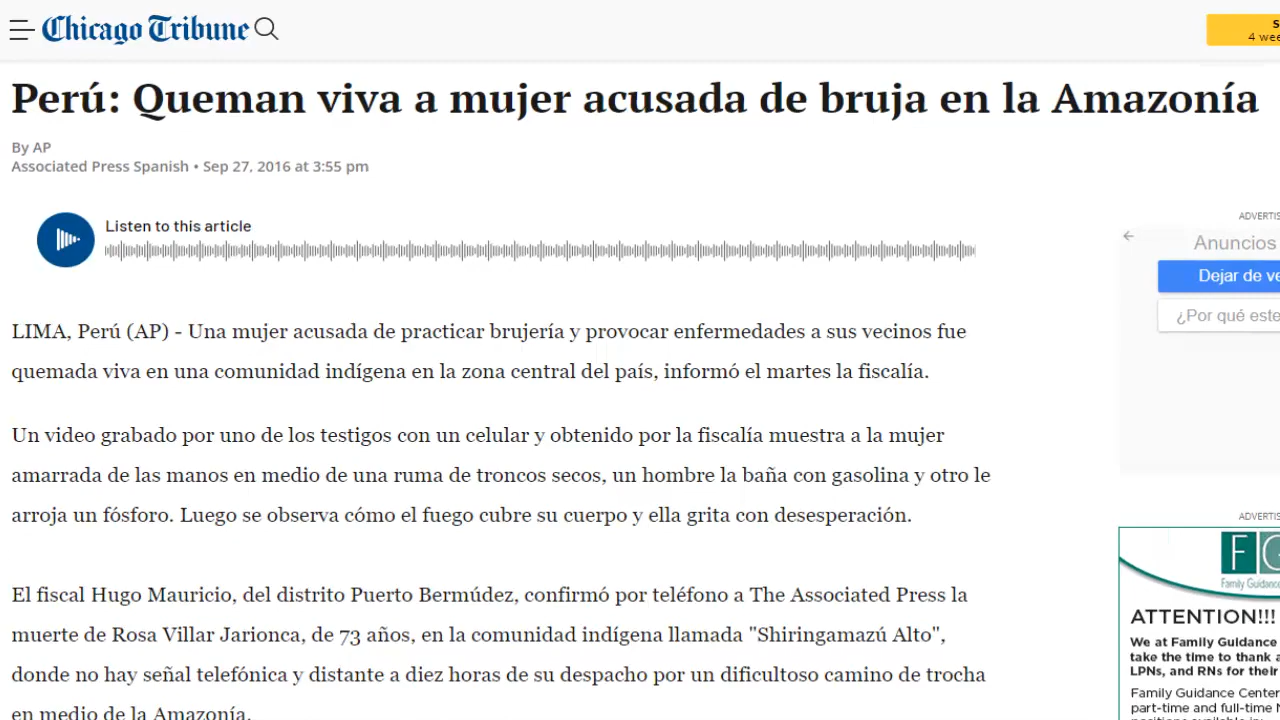 Chicago Tribune
S
4 wee
Perú: Queman viva a mujer acusada de bruja en la Amazonía
By AP
Associated Press Spanish • Sep 27, 2016 at 3:55 pm
Listen to this article
ADVERTIS
Anuncios
Dejar de ve
¿Por qué este
LIMA, Perú (AP) - Una mujer acusada de practicar brujería y provocar enfermedades a sus vecinos fue
quemada viva en una comunidad indígena en la zona central del país, informó el martes la fiscalía.
Un video grabado por uno de los testigos con un celular y obtenido por la fiscalía muestra a la mujer
amarrada de las manos en medio de una ruma de troncos secos, un hombre la baña con gasolina y otro le
arroja un fósforo. Luego se observa cómo el fuego cubre su cuerpo y ella grita con desesperación.
El fiscal Hugo Mauricio, del distrito Puerto Bermúdez, confirmó por teléfono a The Associated Press la
muerte de Rosa Villar Jarionca, de 73 años, en la comunidad indígena llamada "Shiringamazú Alto",
donde no hay señal telefónica y distante a diez horas de su despacho por un dificultoso camino de trocha
en medio de la Amazonía.
ADVERTIS
FG
Family Guidance
ATTENTION!!!
We at Family Guidance
take the time to thank a
LPNs, and RNs for their
Family Guidance Center
part-time and full-time